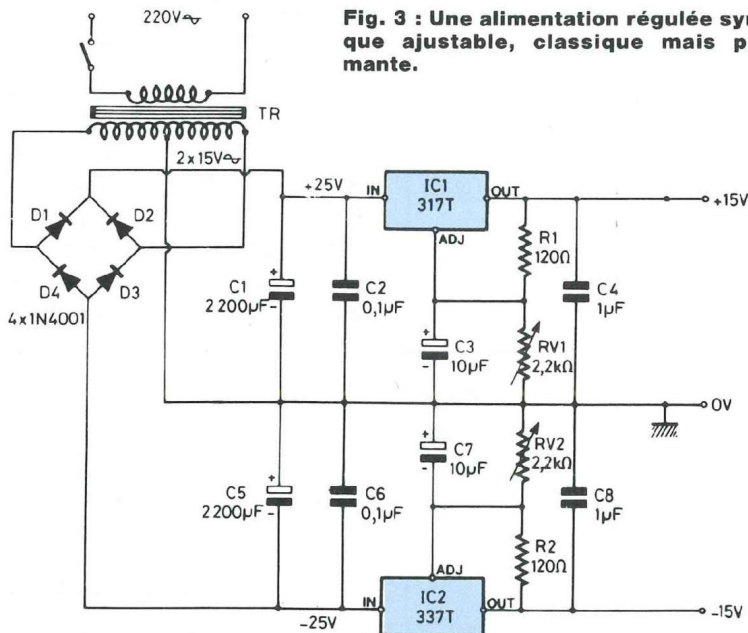 220V∿
Fig. 3 : Une alimentation régulée sy
que ajustable, classique mais p
mante.
TR
2x15V∿
+25V
IN
IC1
317T
OUT
+15V
ADJ
D1
D2
D4
D3
4x1N4001
+
C1
2200µF
-
C2
0,1µF
R1
120Ω
C4
1µF
+
C3
10µF
-
RV1
2,2kΩ
0V
+
C5
2200µF
-
C6
0,1µF
+
C7
10µF
-
RV2
2,2kΩ
C8
1µF
R2
120Ω
ADJ
IN
IC2
337T
OUT
-25V
-15V